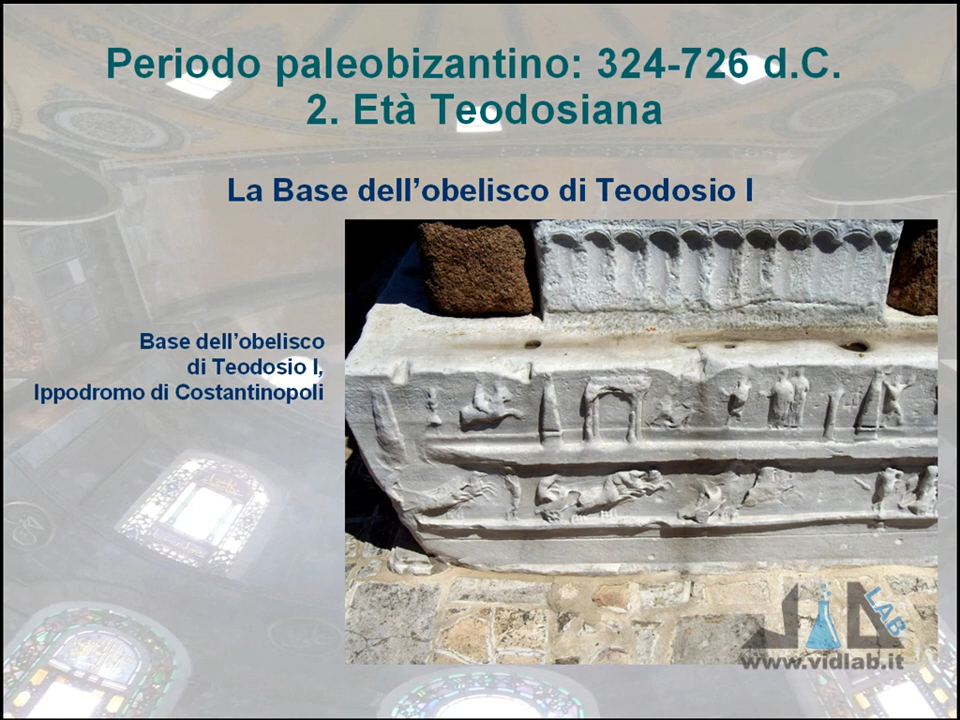 Periodo paleobizantino: 324-726 d.C.
2. Età Teodosiana
La Base dell’obelisco di Teodosio I
Base dell’obelisco
di Teodosio I,
Ippodromo di Costantinopoli
LAB
www.vidlab.it